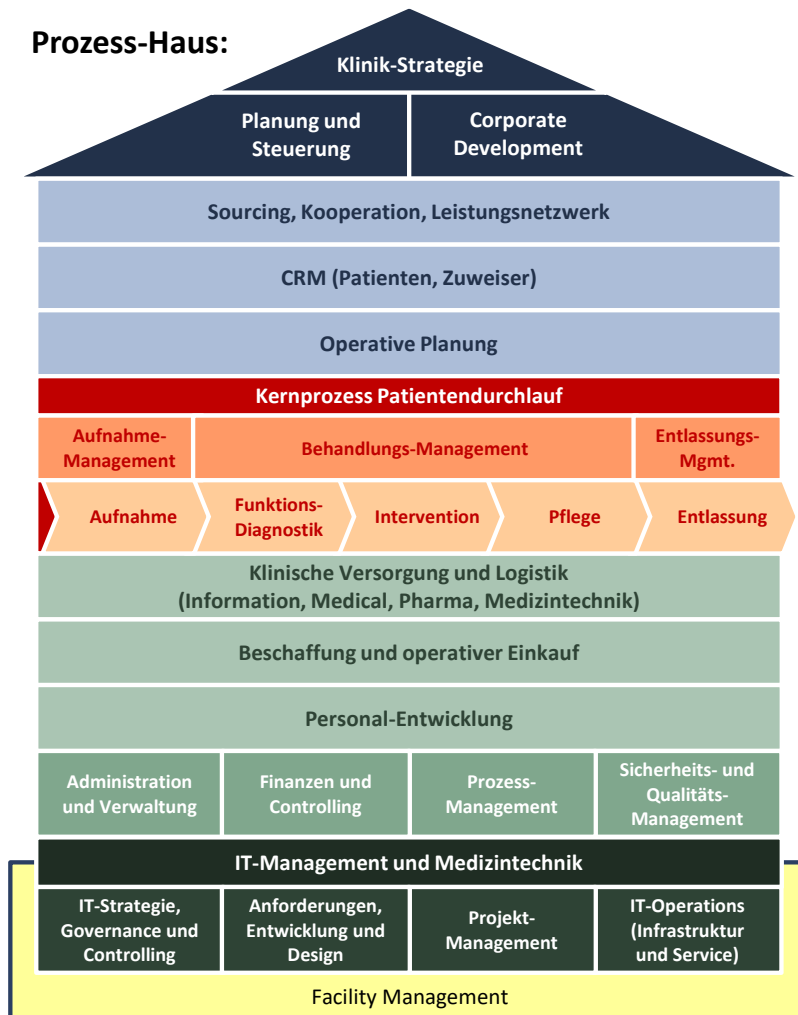 Prozess-Haus:
Klinik-Strategie
Planung und
Steuerung
Corporate
Development
Sourcing, Kooperation, Leistungsnetzwerk
CRM (Patienten, Zuweiser)
Operative Planung
Kernprozess Patientendurchlauf
Aufnahme-
Management
Behandlungs-Management
Entlassungs-
Mgmt.
Aufnahme
Funktions-
Diagnostik
Intervention
Pflege
Entlassung
Klinische Versorgung und Logistik
(Information, Medical, Pharma, Medizintechnik)
Beschaffung und operativer Einkauf
Personal-Entwicklung
Administration
und Verwaltung
Finanzen und
Controlling
Prozess-
Management
Sicherheits- und
Qualitäts-
Management
IT-Management und Medizintechnik
IT-Strategie,
Governance und
Controlling
Anforderungen,
Entwicklung und
Design
Projekt-
Management
IT-Operations
(Infrastruktur
und Service)
Facility Management